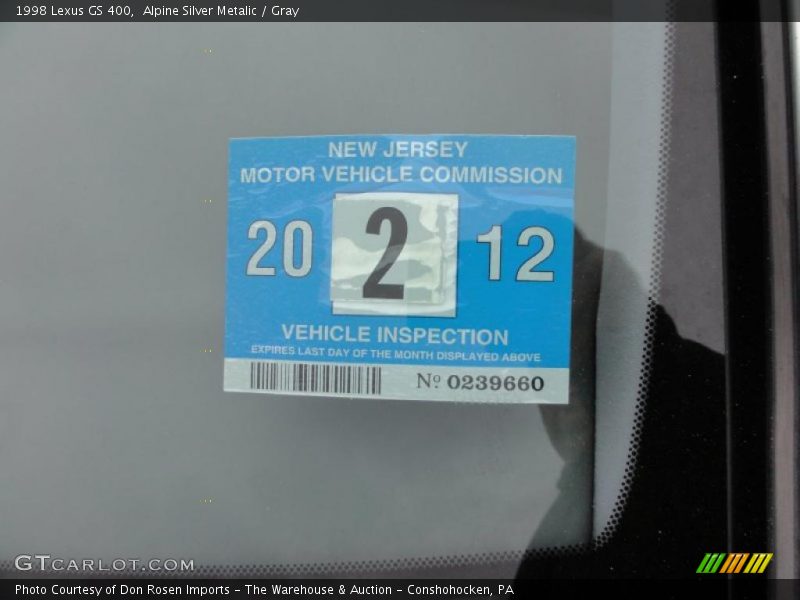 1998 Lexus GS 400,  Alpine Silver Metalic / Gray
NEW JERSEY
MOTOR VEHICLE COMMISSION
20 2 12
VEHICLE INSPECTION
EXPIRES LAST DAY OF THE MONTH DISPLAYED ABOVE
Nº 0239660
GTCARLOT.COM
Photo Courtesy of Don Rosen Imports - The Warehouse & Auction - Conshohocken, PA